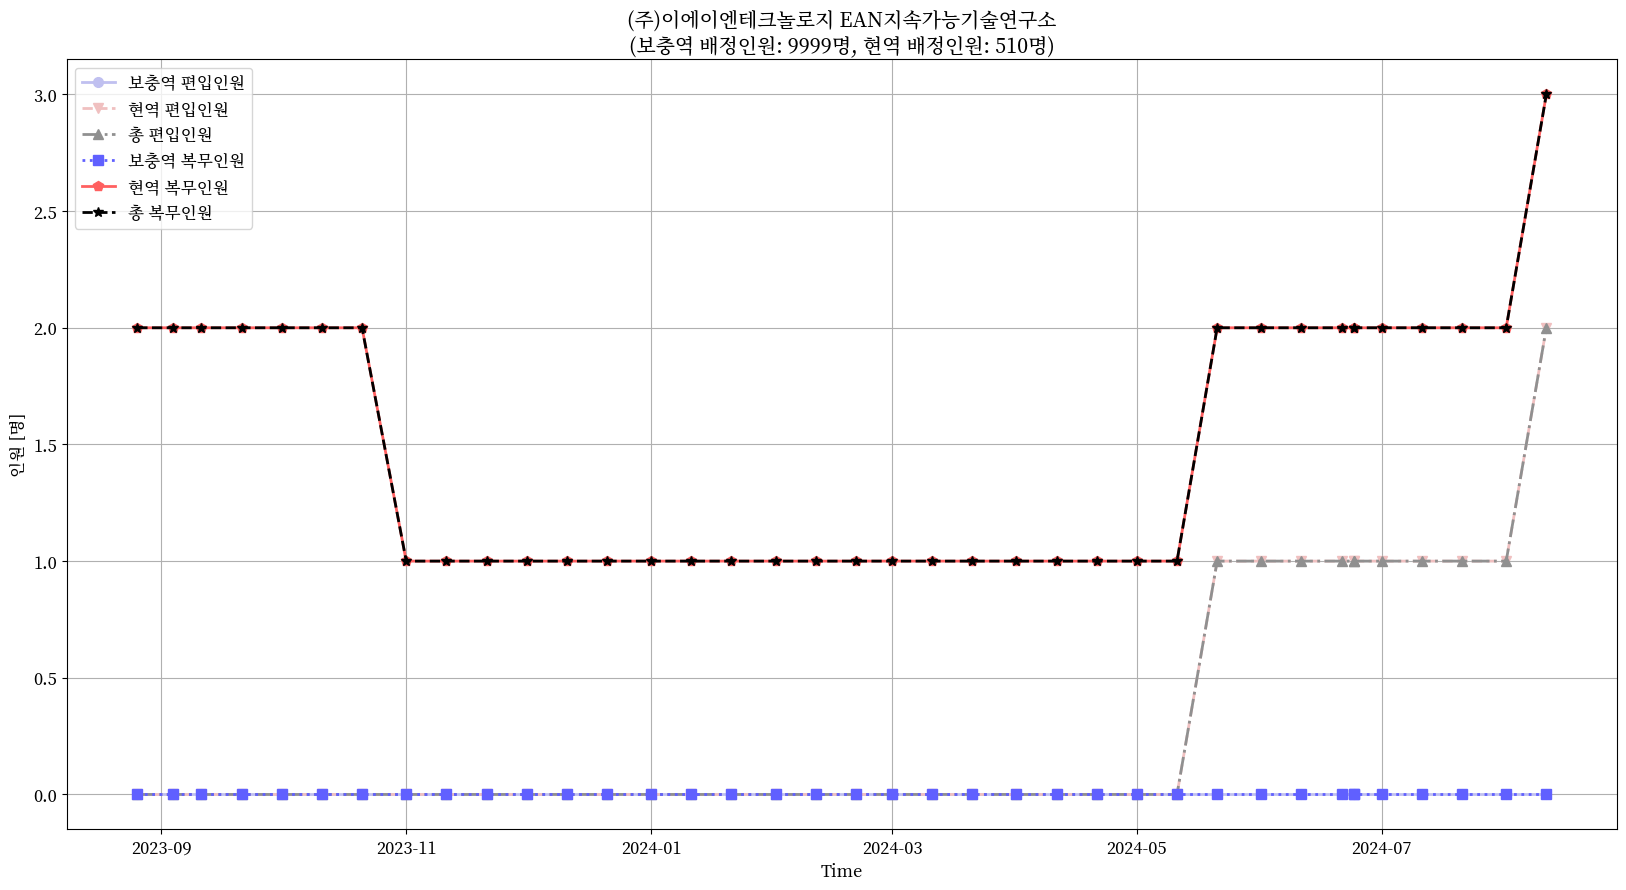 (주)이에이엔테크놀로지 EAN지속가능기술연구소
(보충역 배정인원: 9999명, 현역 배정인원: 510명)
보충역 편입인원
현역 편입인원
총 편입인원
보충역 복무인원
현역 복무인원
총 복무인원
3.0
2.5
2.0
1.5
1.0
0.5
0.0
인원 [명]
2023-09
2023-11
2024-01
2024-03
2024-05
2024-07
Time